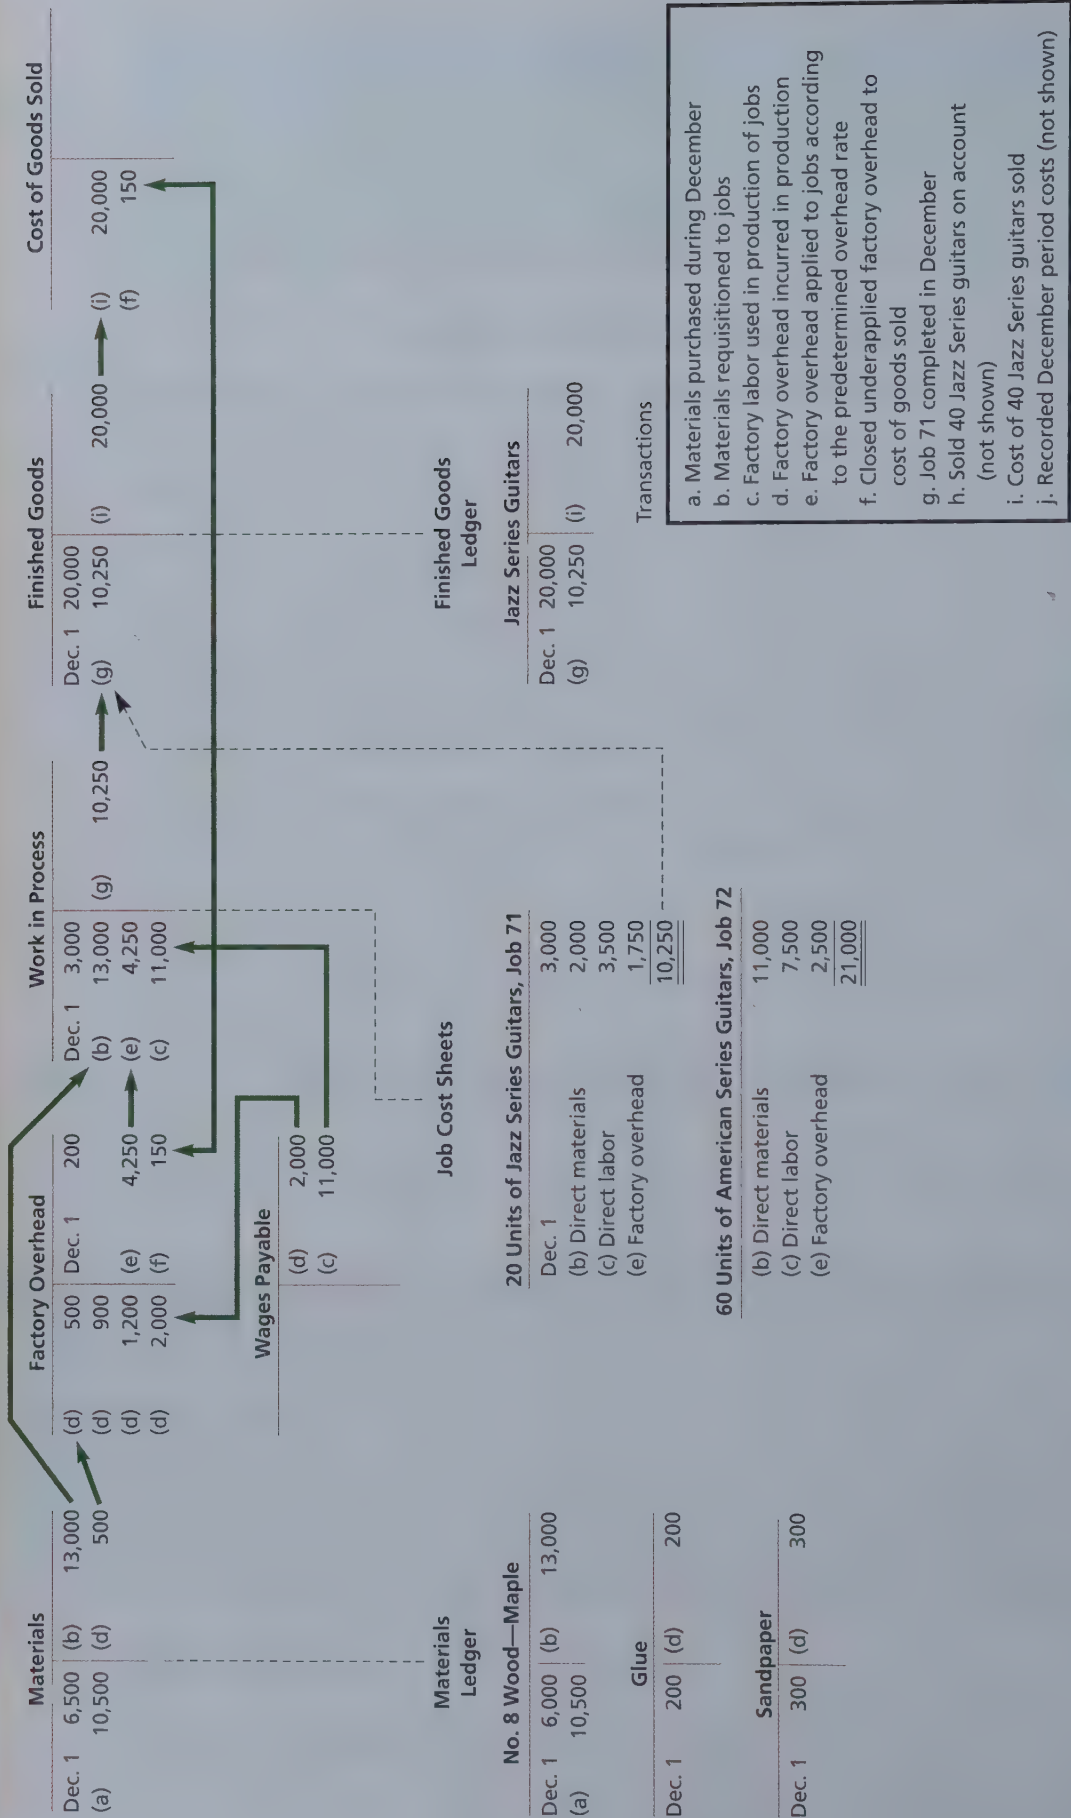 Materials
Dec. 1 6,500 (b) 13,000
(a) 10,500 (d) 500
Factory Overhead
(d) 500 Dec. 1 200
(d) 900
(d) 1,200 (e) 4,250
(d) 2,000 (f) 150
Work in Process
Dec. 1 3,000
(b) 13,000 (g) 10,250
(e) 4,250
(c) 11,000
Finished Goods
Dec. 1 20,000
(g) 10,250 (i) 20,000
Cost of Goods Sold
(i) 20,000
(f) 150
Wages Payable
(d) 2,000
(c) 11,000
Materials
Ledger
No. 8 Wood—Maple
Dec. 1 6,000 (b) 13,000
(a) 10,500
Glue
Dec. 1 200 (d) 200
Sandpaper
Dec. 1 300 (d) 300
Job Cost Sheets
20 Units of Jazz Series Guitars, Job 71
Dec. 1 3,000
(b) Direct materials 2,000
(c) Direct labor 3,500
(e) Factory overhead 1,750
10,250
60 Units of American Series Guitars, Job 72
(b) Direct materials 11,000
(c) Direct labor 7,500
(e) Factory overhead 2,500
21,000
Finished Goods
Ledger
Jazz Series Guitars
Dec. 1 20,000
(g) 10,250 (i) 20,000
Transactions
a. Materials purchased during December
b. Materials requisitioned to jobs
c. Factory labor used in production of jobs
d. Factory overhead incurred in production
e. Factory overhead applied to jobs according
to the predetermined overhead rate
f. Closed underapplied factory overhead to
cost of goods sold
g. Job 71 completed in December
h. Sold 40 Jazz Series guitars on account
(not shown)
i. Cost of 40 Jazz Series guitars sold
j. Recorded December period costs (not shown)